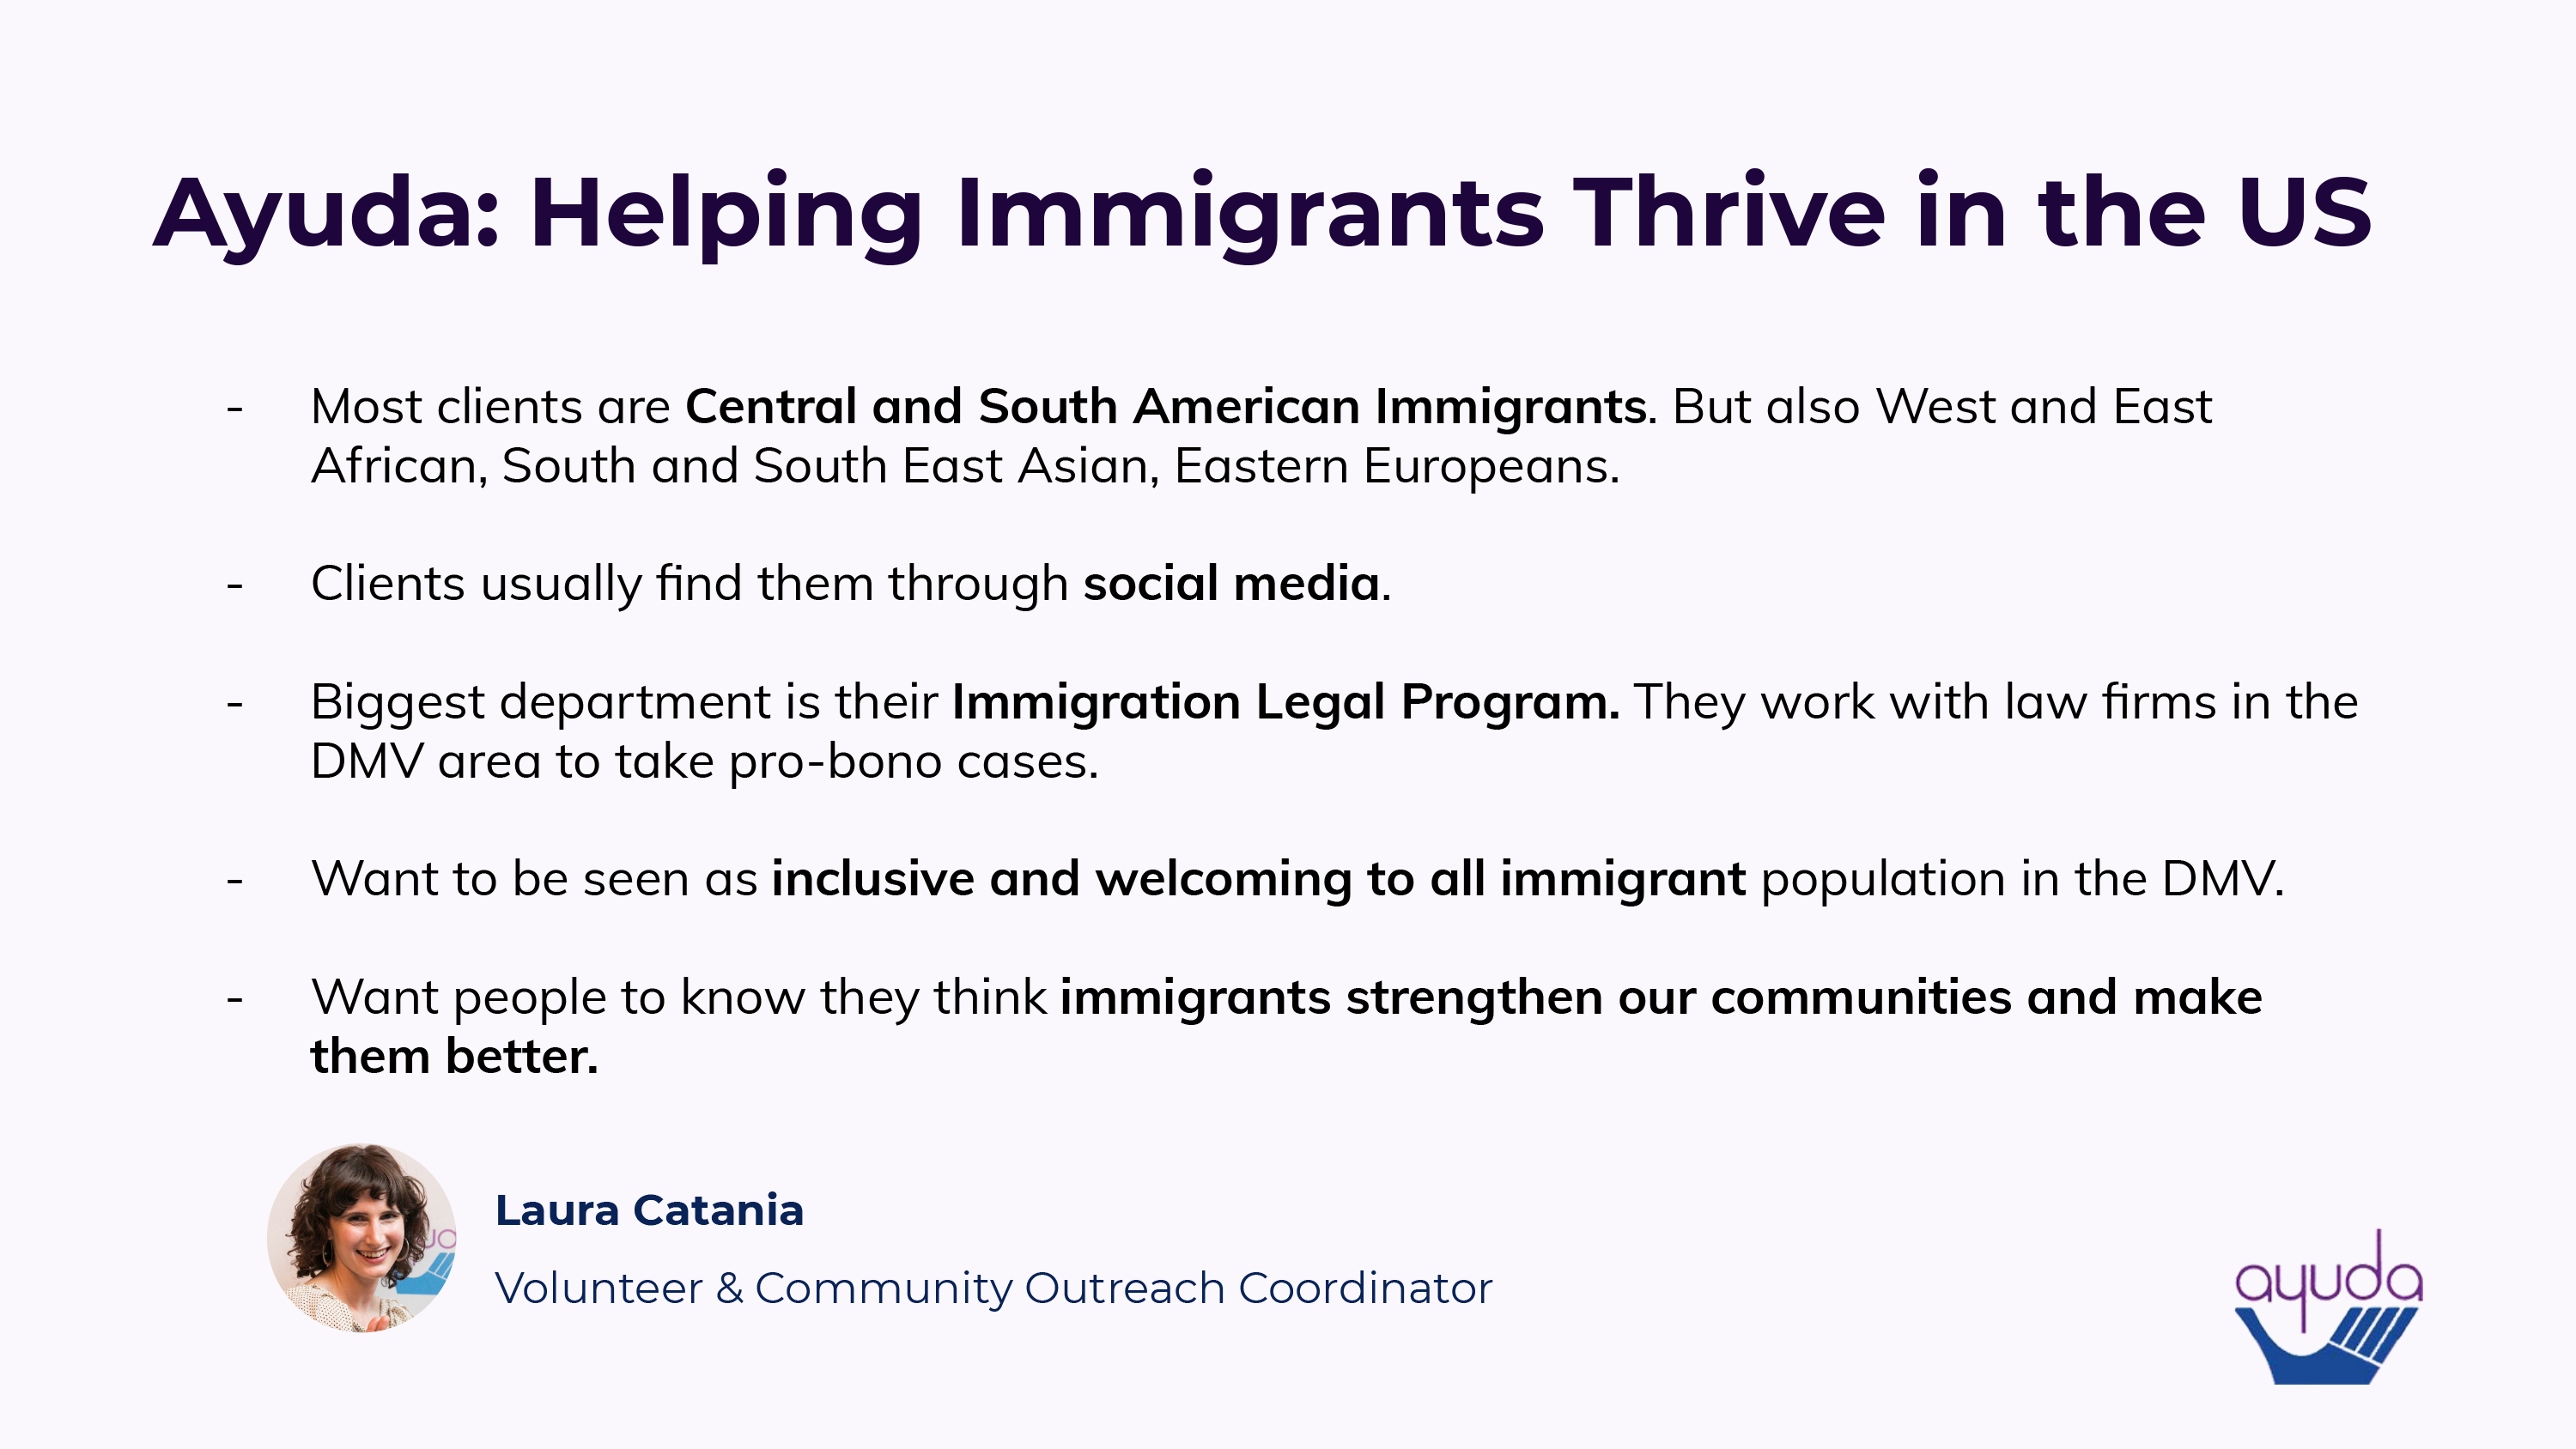 Ayuda: Helping Immigrants Thrive in the US
- Most clients are Central and South American Immigrants. But also West and East
African, South and South East Asian, Eastern Europeans.
- Clients usually find them through social media.
- Biggest department is their Immigration Legal Program. They work with law firms in the
DMV area to take pro-bono cases.
- Want to be seen as inclusive and welcoming to all immigrant population in the DMV.
- Want people to know they think immigrants strengthen our communities and make
them better.
Laura Catania
Volunteer & Community Outreach Coordinator
ayuda